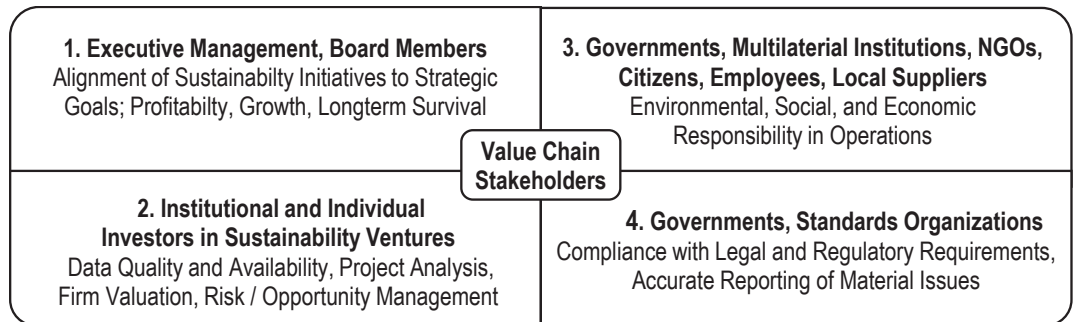 1. Executive Management, Board Members
Alignment of Sustainabilty Initiatives to Strategic
Goals; Profitabilty, Growth, Longterm Survival
3. Governments, Multilaterial Institutions, NGOs,
Citizens, Employees, Local Suppliers
Environmental, Social, and Economic
Responsibility in Operations
Value Chain
Stakeholders
2. Institutional and Individual
Investors in Sustainability Ventures
Data Quality and Availability, Project Analysis,
Firm Valuation, Risk / Opportunity Management
4. Governments, Standards Organizations
Compliance with Legal and Regulatory Requirements,
Accurate Reporting of Material Issues